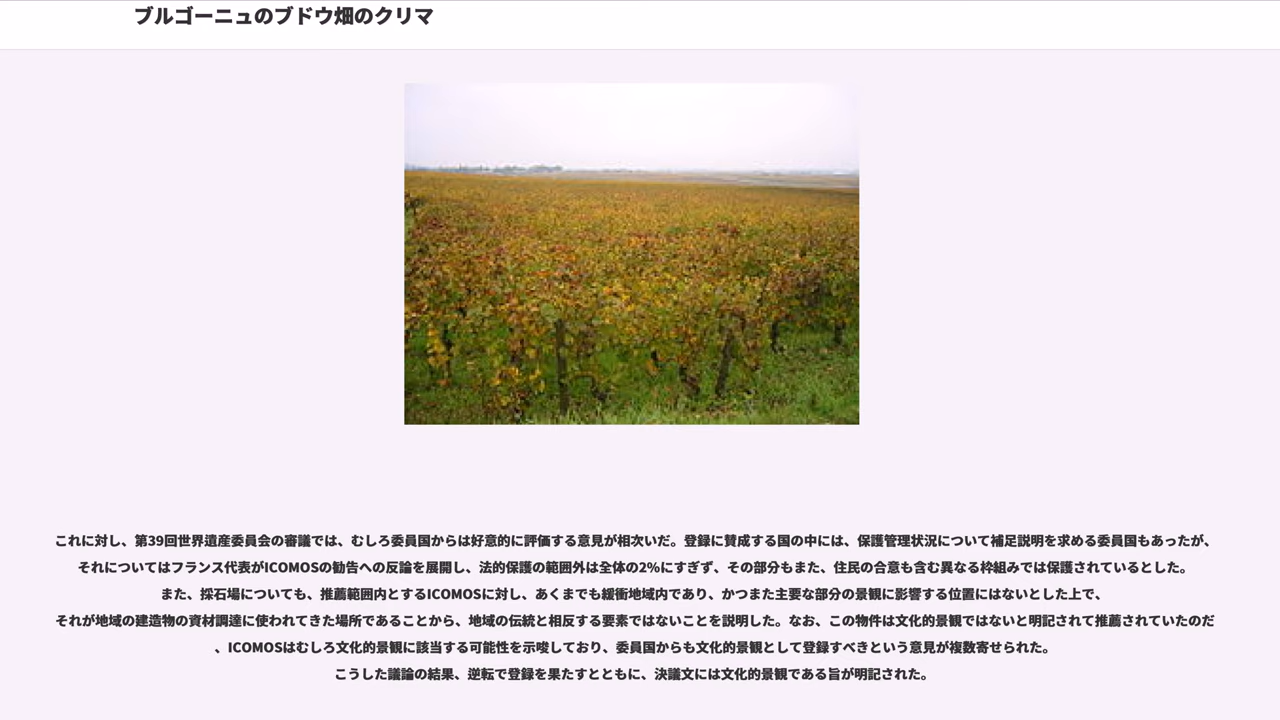 ブルゴーニュのブドウ畑のクリマ
これに対し、第39回世界遺産委員会の審議では、むしろ委員国からは好意的に評価する意見が相次いだ。登録に賛成する国の中には、保護管理状況について補足説明を求める委員国もあったが、
それについてはフランス代表がICOMOSの勧告への反論を展開し、法的保護の範囲外は全体の2%にすぎず、その部分もまた、住民の合意も含む異なる枠組みでは保護されているとした。
また、採石場についても、推薦範囲内とするICOMOSに対し、あくまでも緩衝地域内であり、かつまた主要な部分の景観に影響する位置にはないとした上で、
それが地域の建造物の資材調達に使われてきた場所であることから、地域の伝統と相反する要素ではないことを説明した。なお、この物件は文化的景観ではないと明記されて推薦されていたのだ
、ICOMOSはむしろ文化的景観に該当する可能性を示唆しており、委員国からも文化的景観として登録すべきという意見が複数寄せられた。
こうした議論の結果、逆転で登録を果たすとともに、決議文には文化的景観である旨が明記された。